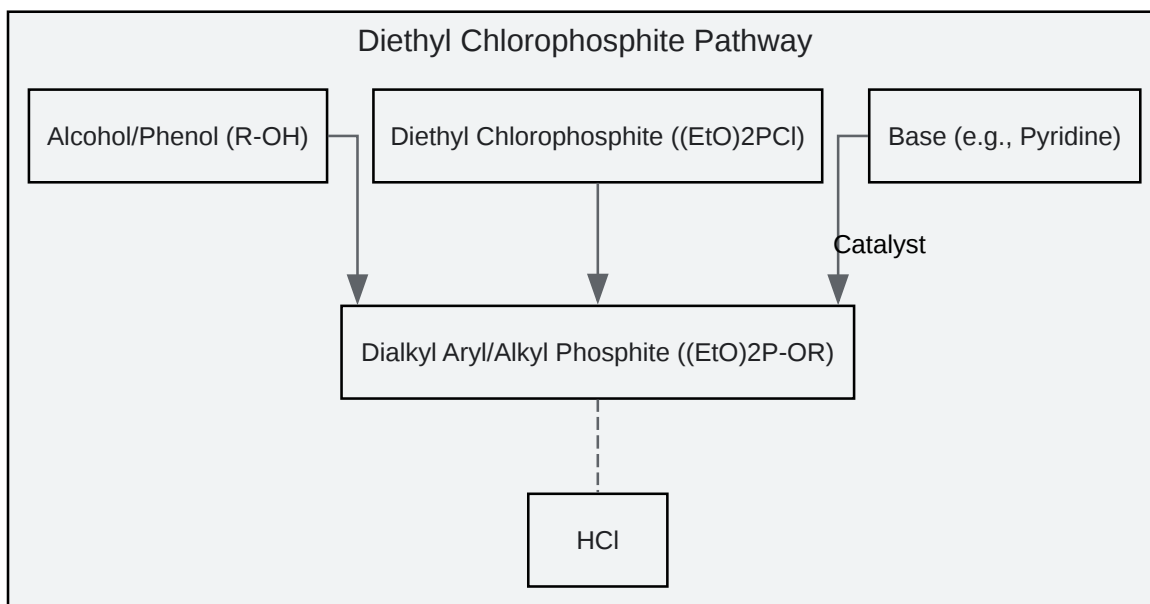 Diethyl Chlorophosphite Pathway
Alcohol/Phenol (R-OH)
Diethyl Chlorophosphite ((EtO)2PCl)
Base (e.g., Pyridine)
Catalyst
Dialkyl Aryl/Alkyl Phosphite ((EtO)2P-OR)
HCl